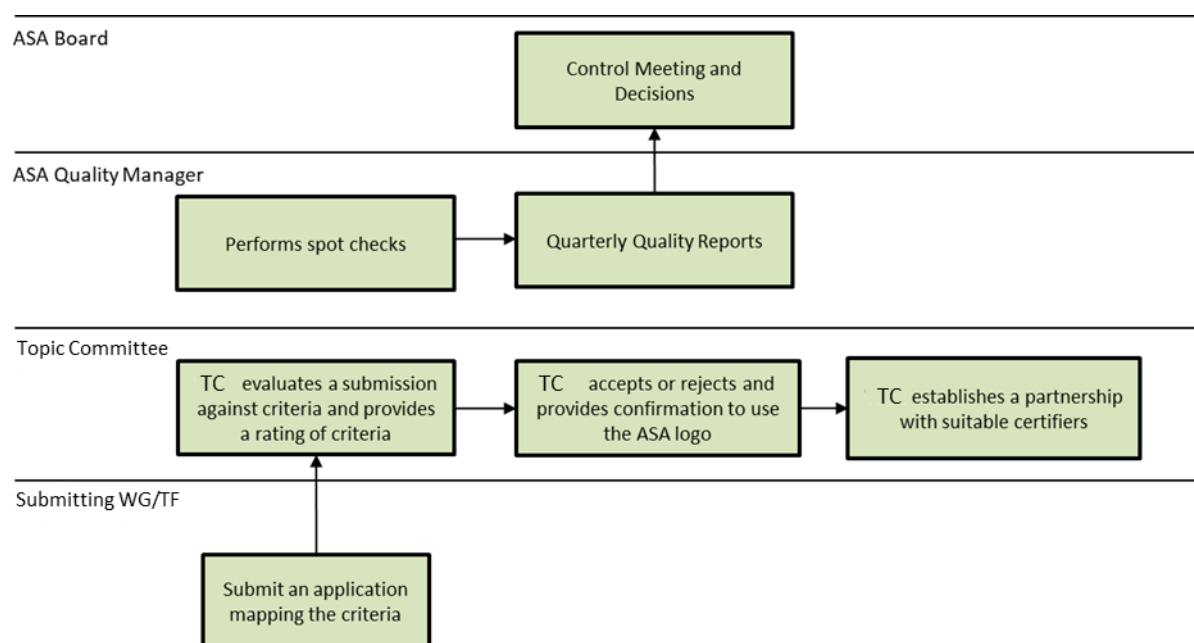 ASA Board
Control Meeting and
Decisions
ASA Quality Manager
Performs spot checks
Quarterly Quality Reports
Topic Committee
TC evaluates a submission
against criteria and provides
a rating of criteria
TC accepts or rejects and
provides confirmation to use
the ASA logo
TC establishes a partnership
with suitable certifiers
Submitting WG/TF
Submit an application
mapping the criteria